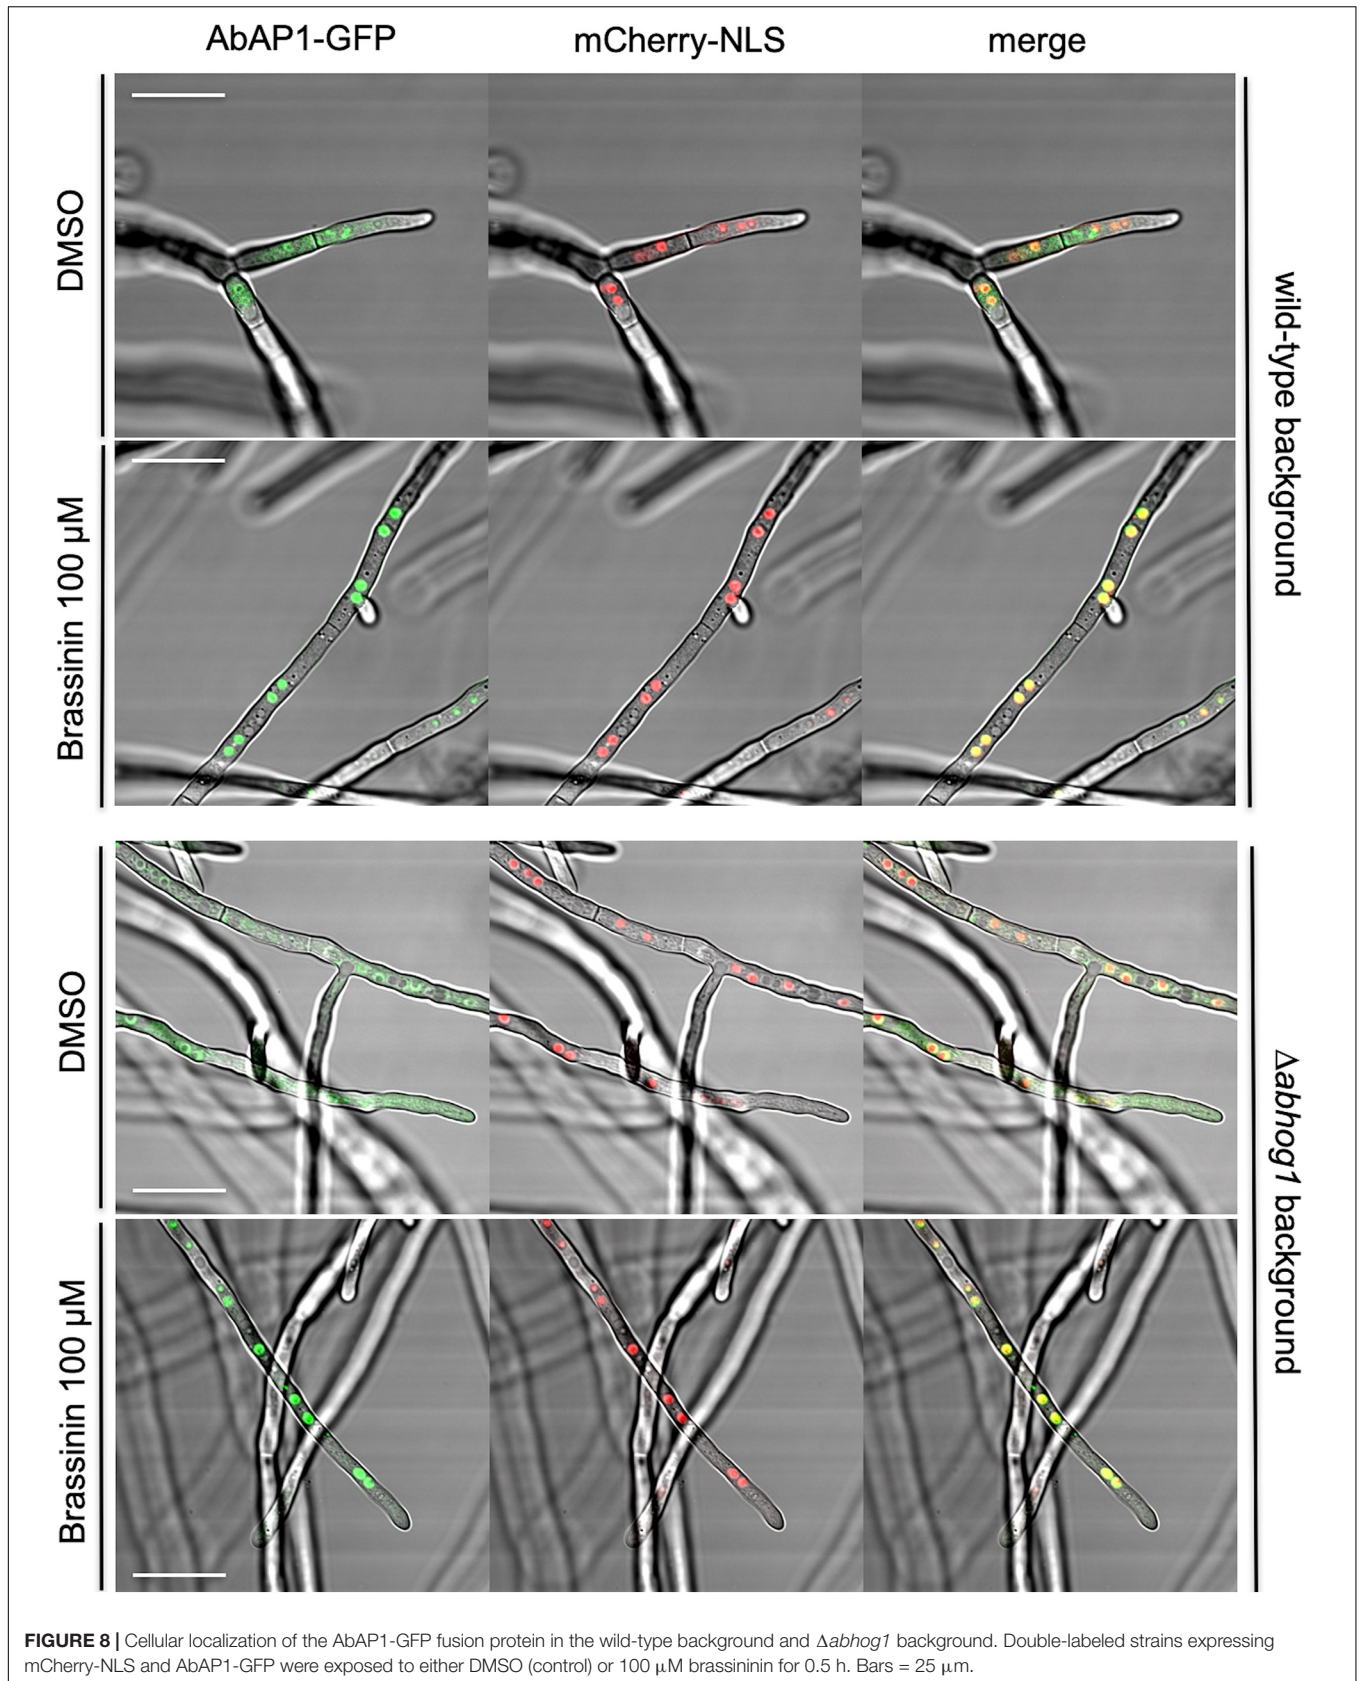 AbAP1-GFP mCherry-NLS merge
DMSO
wild-type background
Brassinin 100 µM
DMSO
Δabhog1 background
Brassinin 100 µM
FIGURE 8 | Cellular localization of the AbAP1-GFP fusion protein in the wild-type background and Δabhog1 background. Double-labeled strains expressing
mCherry-NLS and AbAP1-GFP were exposed to either DMSO (control) or 100 µM brassininin for 0.5 h. Bars = 25 µm.